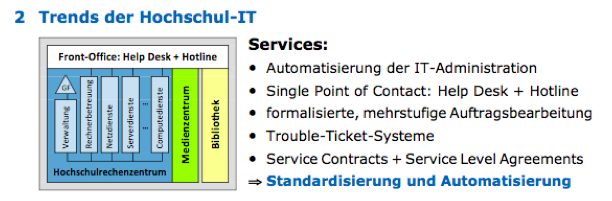 2 Trends der Hochschul-IT
Front-Office: Help Desk + Hotline
GF
Verwaltung
Rechnerbetreuung
Netzdienste
Serverdienste
...
Computedienste
Hochschulrechenzentrum
Medienzentrum
Bibliothek
Services:
• Automatisierung der IT-Administration
• Single Point of Contact: Help Desk + Hotline
• formalisierte, mehrstufige Auftragsbearbeitung
• Trouble-Ticket-Systeme
• Service Contracts + Service Level Agreements
⇒ Standardisierung und Automatisierung